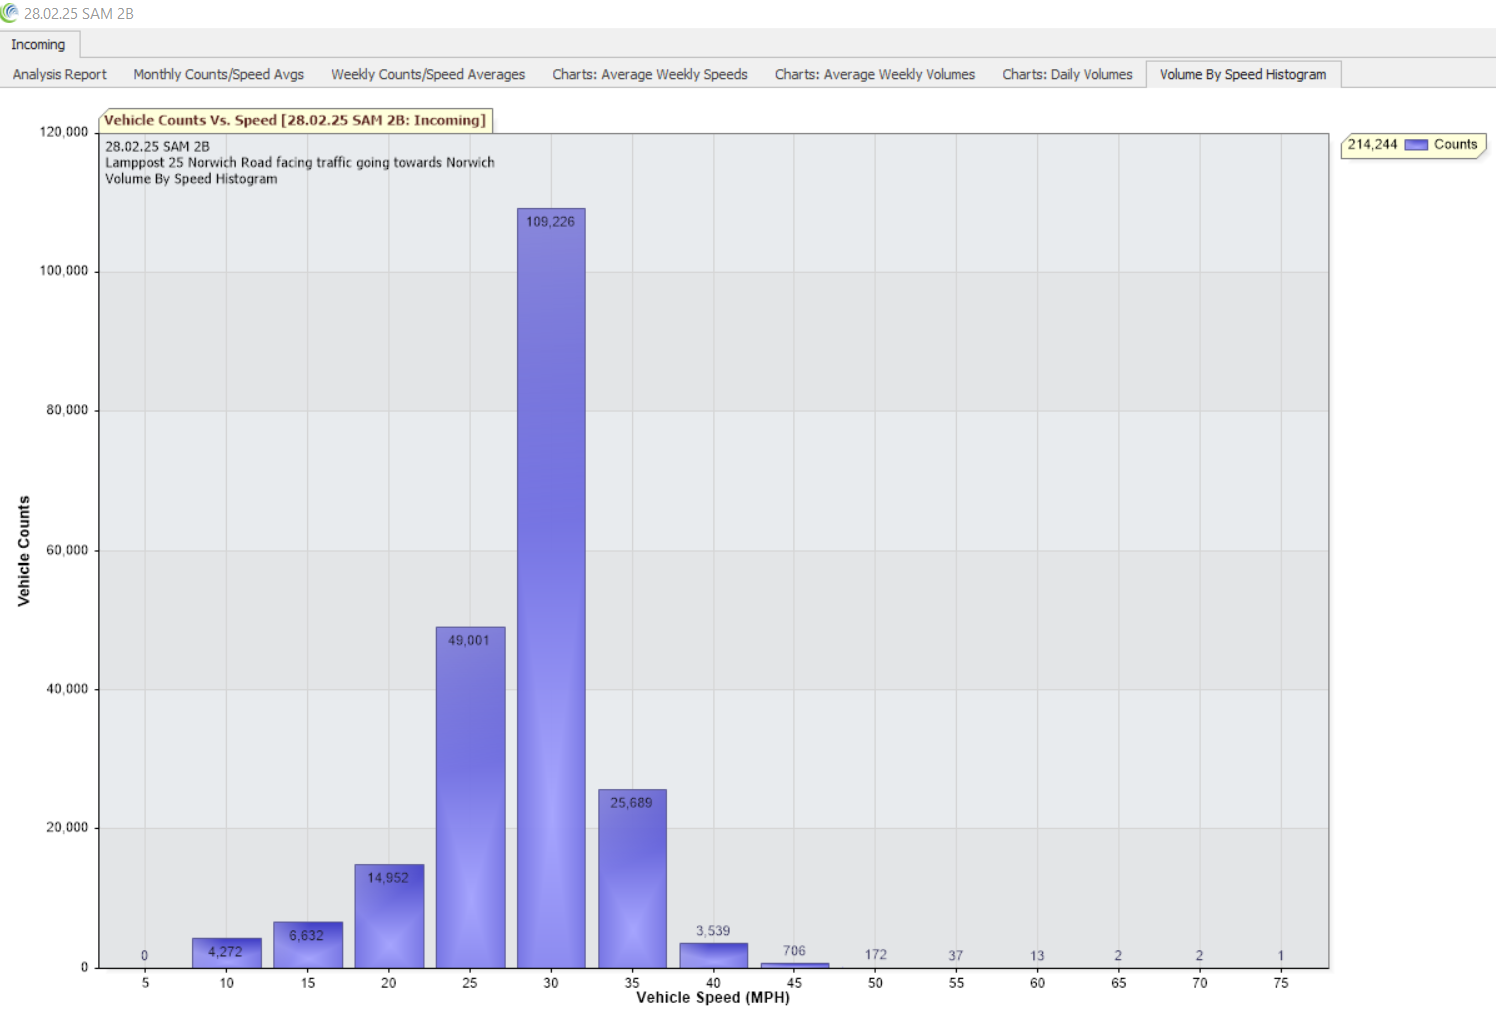 28.02.25 SAM 2B
Incoming
Analysis Report Monthly Counts/Speed Avgs Weekly Counts/Speed Averages Charts: Average Weekly Speeds Charts: Average Weekly Volumes Charts: Daily Volumes Volume By Speed Histogram
Vehicle Counts Vs. Speed [28.02.25 SAM 2B: Incoming]
28.02.25 SAM 2B
Lamppost 25 Norwich Road facing traffic going towards Norwich
Volume By Speed Histogram
214,244 Counts
120,000
100,000
80,000
60,000
40,000
20,000
0
Vehicle Counts
0 4,272 6,632 14,952 49,001 109,226 25,689 3,539 706 172 37 13 2 2 1
5 10 15 20 25 30 35 40 45 50 55 60 65 70 75
Vehicle Speed (MPH)